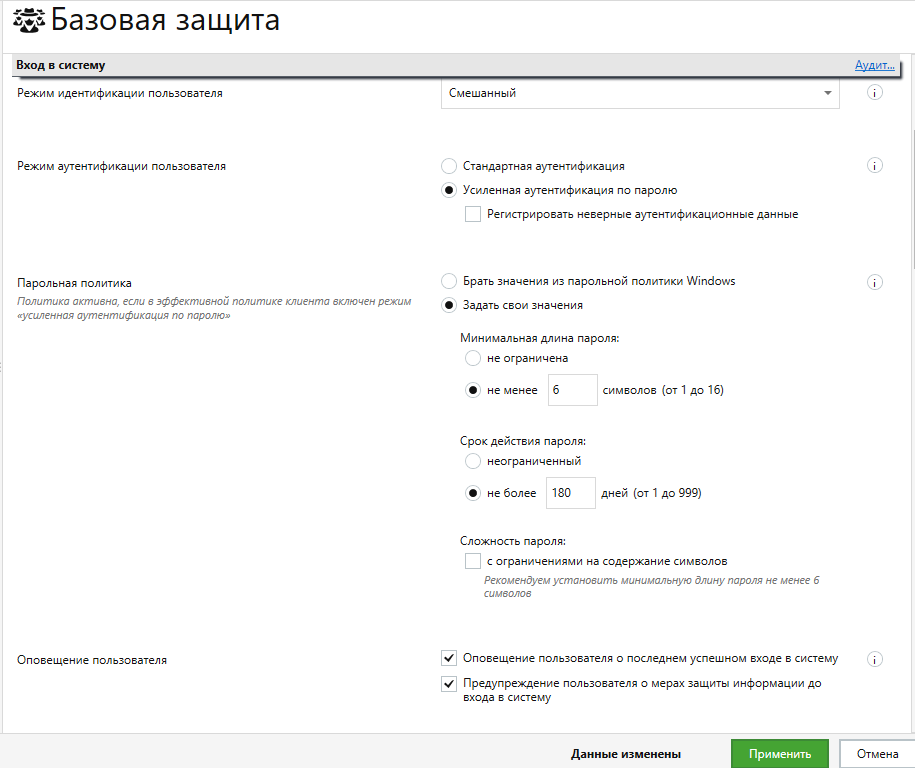 Базовая защита
Вход в систему
Аудит...
Режим идентификации пользователя
Смешанный
Режим аутентификации пользователя
Стандартная аутентификация
Усиленная аутентификация по паролю
Регистрировать неверные аутентификационные данные
Парольная политика
Политика активна, если в эффективной политике клиента включен режим
«усиленная аутентификация по паролю»
Брать значения из парольной политики Windows
Задать свои значения
Минимальная длина пароля:
не ограничена
не менее 6 символов (от 1 до 16)
Срок действия пароля:
неограниченный
не более 180 дней (от 1 до 999)
Сложность пароля:
с ограничениями на содержание символов
Рекомендуем установить минимальную длину пароля не менее 6
символов
Оповещение пользователя
Оповещение пользователя о последнем успешном входе в систему
Предупреждение пользователя о мерах защиты информации до
входа в систему
Данные изменены
Применить
Отмена